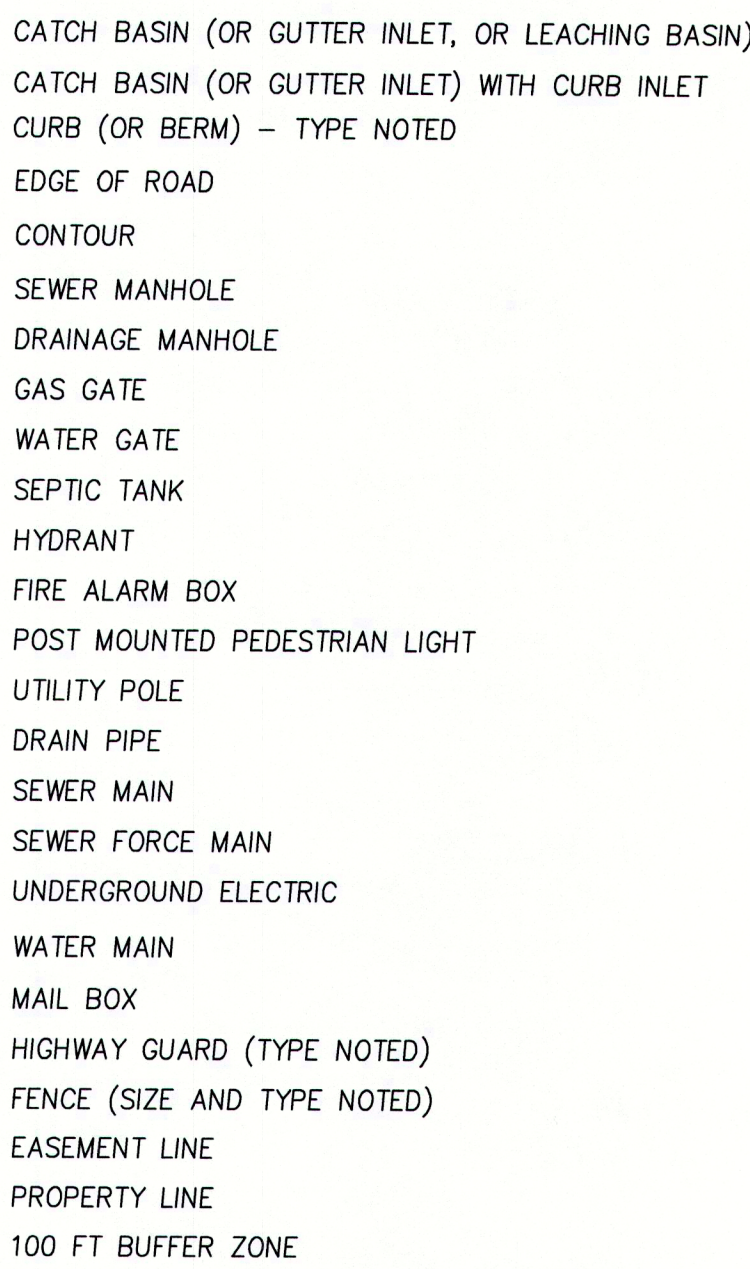 CATCH BASIN (OR GUTTER INLET, OR LEACHING BASIN)
CATCH BASIN (OR GUTTER INLET) WITH CURB INLET
CURB (OR BERM) – TYPE NOTED
EDGE OF ROAD
CONTOUR
SEWER MANHOLE
DRAINAGE MANHOLE
GAS GATE
WATER GATE
SEPTIC TANK
HYDRANT
FIRE ALARM BOX
POST MOUNTED PEDESTRIAN LIGHT
UTILITY POLE
DRAIN PIPE
SEWER MAIN
SEWER FORCE MAIN
UNDERGROUND ELECTRIC
WATER MAIN
MAIL BOX
HIGHWAY GUARD (TYPE NOTED)
FENCE (SIZE AND TYPE NOTED)
EASEMENT LINE
PROPERTY LINE
100 FT BUFFER ZONE